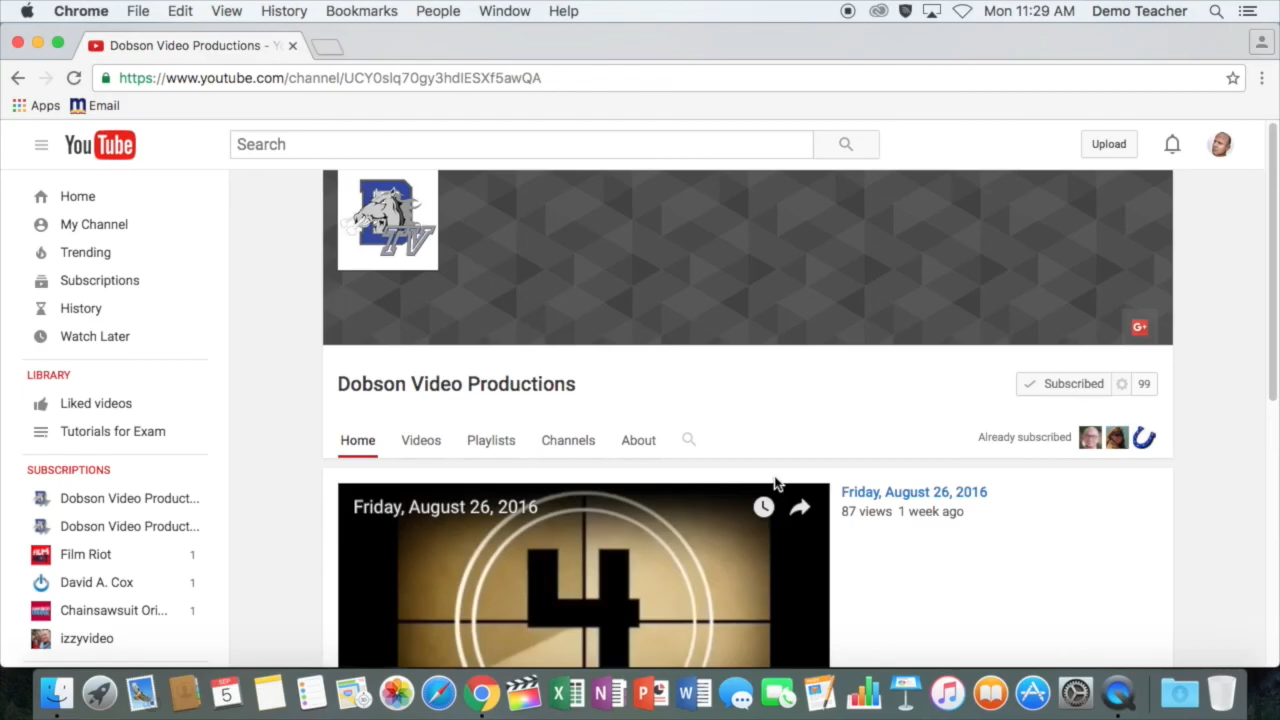 Chrome File Edit View History Bookmarks People Window Help Mon 11:29 AM Demo Teacher
Dobson Video Productions - Y
https://www.youtube.com/channel/UCY0slq70gy3hdlESXf5awQA
Apps Email
YouTube Search Upload
Home
My Channel
Trending
Subscriptions
History
Watch Later
LIBRARY
Liked videos
Tutorials for Exam
SUBSCRIPTIONS
Dobson Video Product...
Dobson Video Product...
Film Riot 1
David A. Cox 1
Chainsawsuit Ori... 1
izzyvideo
D
TV
G+
Dobson Video Productions
Subscribed 99
Home Videos Playlists Channels About
Already subscribed
Friday, August 26, 2016
4
Friday, August 26, 2016
87 views 1 week ago
SEP
5